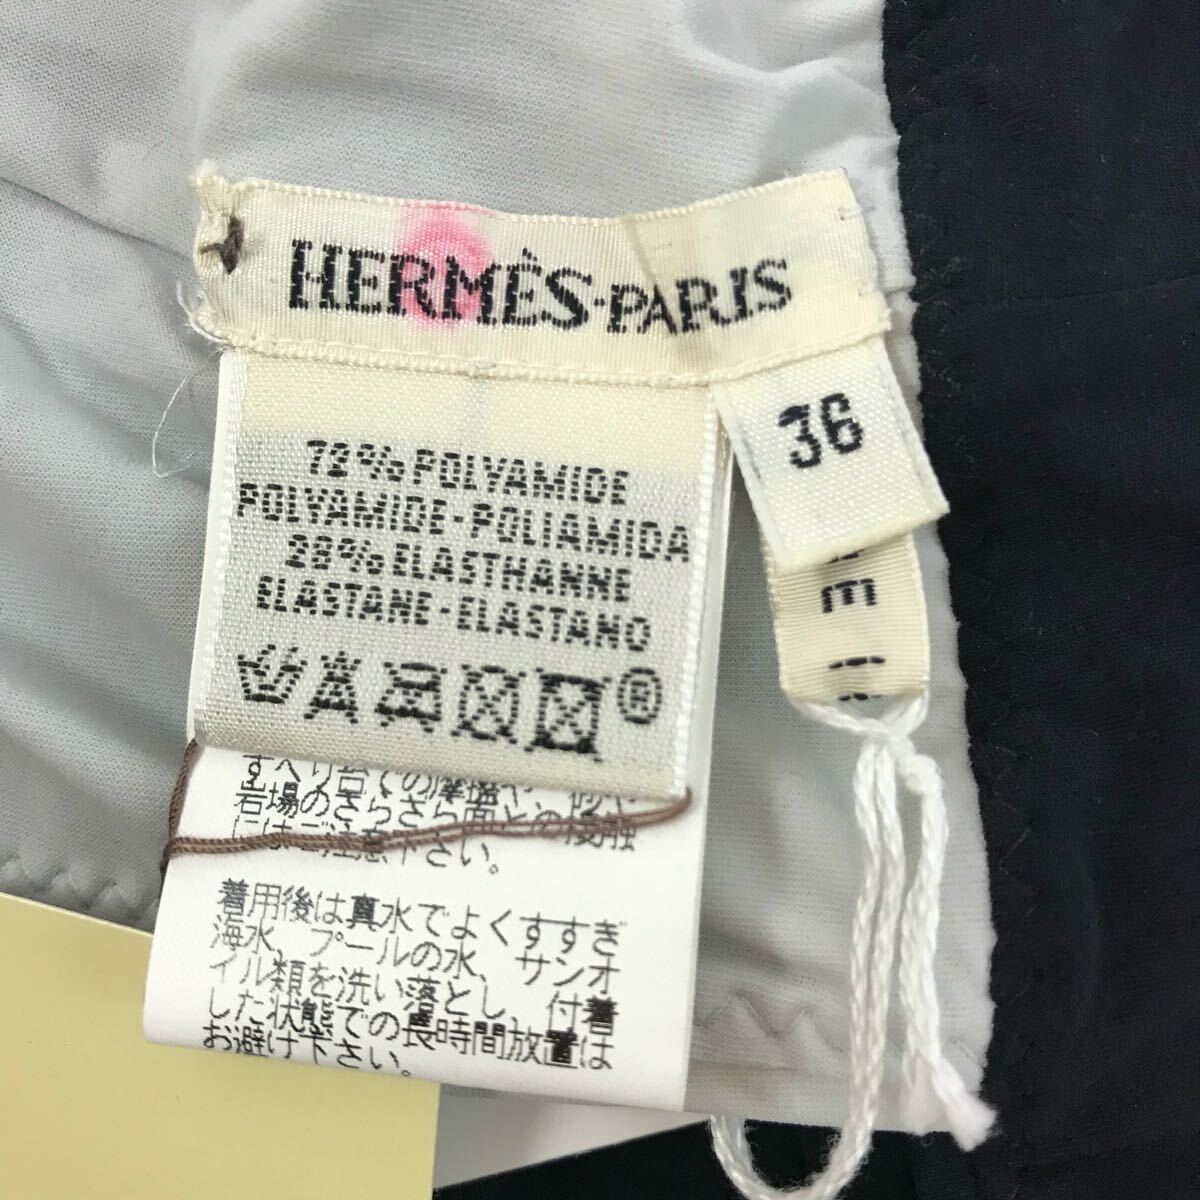 HERMÈS-PARIS
36
72% POLYAMIDE
POLYAMIDE-POLIAMIDA
28% ELASTHANNE
ELASTANE-ELASTANO
®
岩場のざらざら面との接触
にはご注意下さい。
着用後は真水でよくすすぎ
海水、プールの水、サンオ
イル類を洗い落とし、付着
した状態での長時間放置は
お避け下さい。